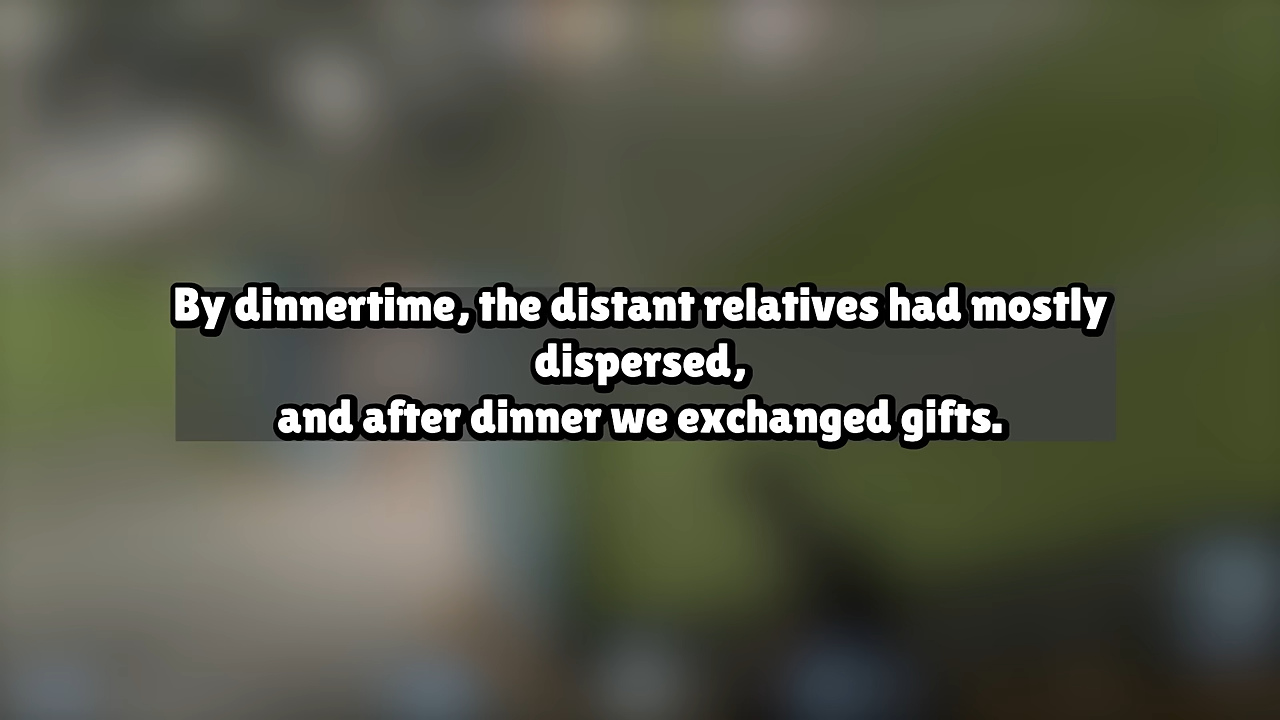 By dinnertime, the distant relatives had mostly
dispersed,
and after dinner we exchanged gifts.